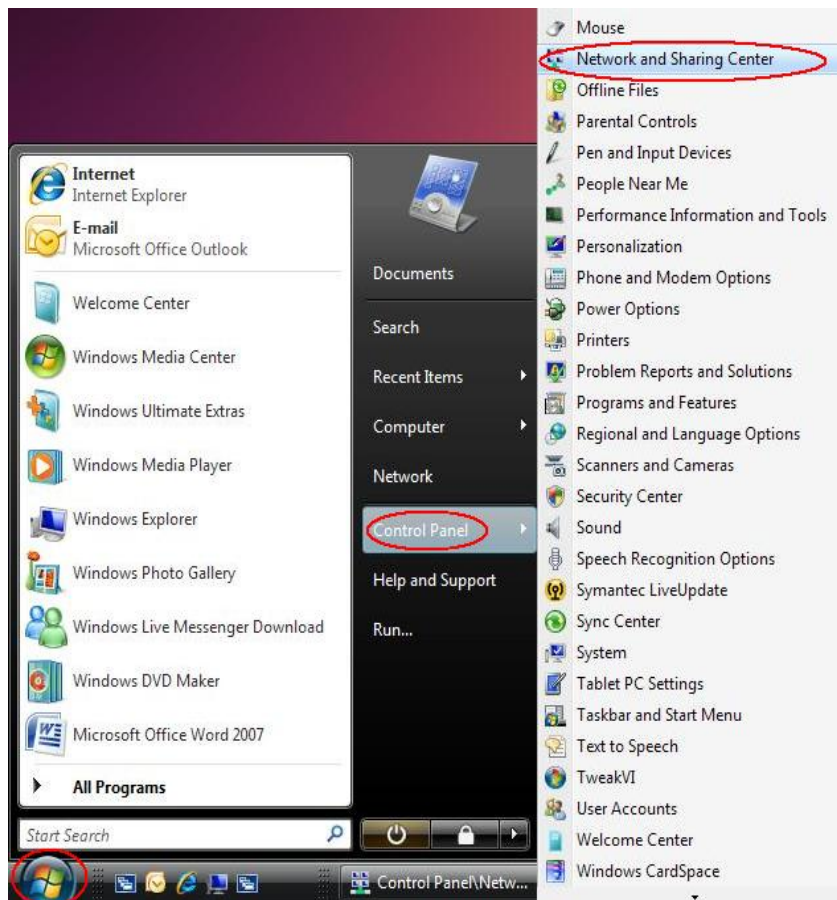 Internet
Internet Explorer
E-mail
Microsoft Office Outlook
Welcome Center
Windows Media Center
Windows Ultimate Extras
Windows Media Player
Windows Explorer
Windows Photo Gallery
Windows Live Messenger Download
Windows DVD Maker
Microsoft Office Word 2007
All Programs
Start Search
Documents
Search
Recent Items
Computer
Network
Control Panel
Help and Support
Run...
Mouse
Network and Sharing Center
Offline Files
Parental Controls
Pen and Input Devices
People Near Me
Performance Information and Tools
Personalization
Phone and Modem Options
Power Options
Printers
Problem Reports and Solutions
Programs and Features
Regional and Language Options
Scanners and Cameras
Security Center
Sound
Speech Recognition Options
Symantec LiveUpdate
Sync Center
System
Tablet PC Settings
Taskbar and Start Menu
Text to Speech
TweakVI
User Accounts
Welcome Center
Windows CardSpace
Control Panel\Netw...